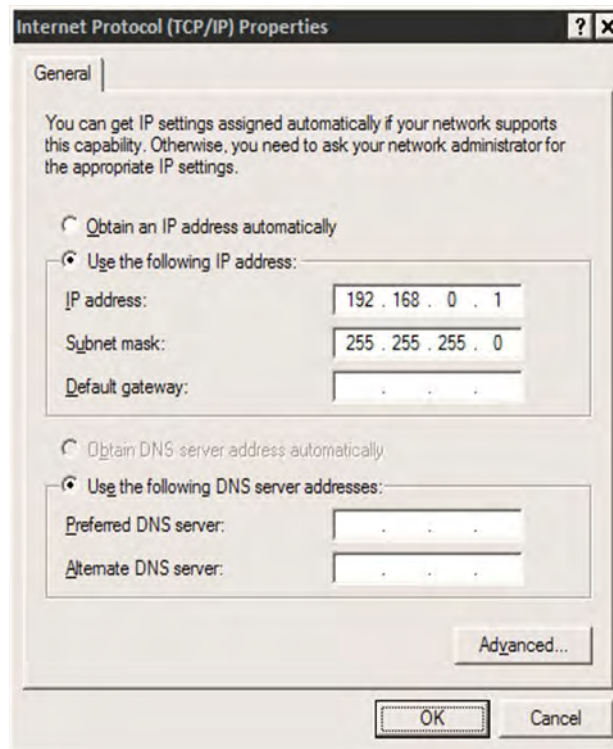 Internet Protocol (TCP/IP) Properties
? X
General
You can get IP settings assigned automatically if your network supports
this capability. Otherwise, you need to ask your network administrator for
the appropriate IP settings.
Obtain an IP address automatically
Use the following IP address:
IP address: 192 . 168 . 0 . 1
Subnet mask: 255 . 255 . 255 . 0
Default gateway: . . .
Obtain DNS server address automatically
Use the following DNS server addresses:
Preferred DNS server: . . .
Alternate DNS server: . . .
Advanced...
OK Cancel